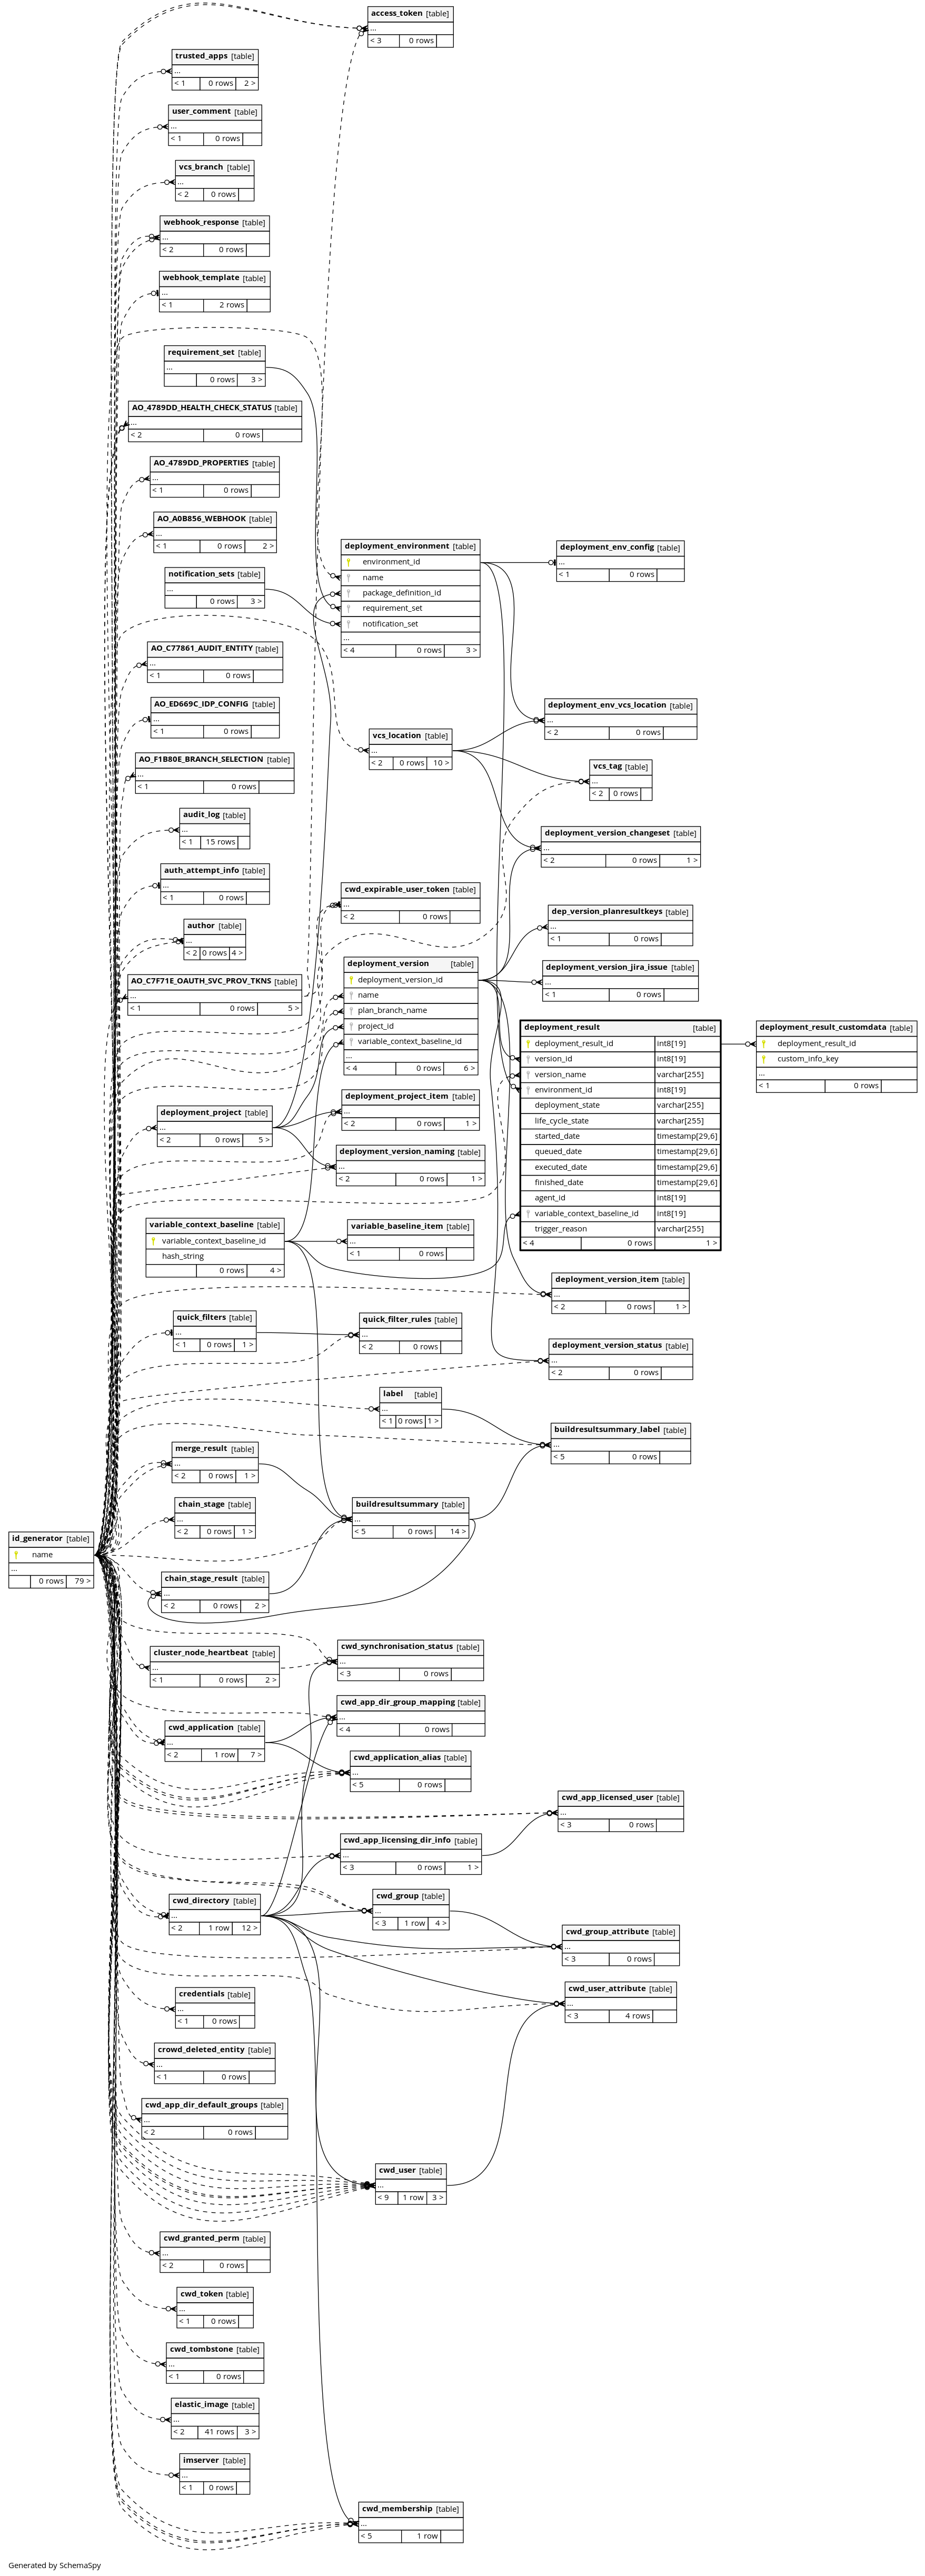 access_token [table]
...
< 3 0 rows
trusted_apps [table]
...
< 1 0 rows 2 >
user_comment [table]
...
< 1 0 rows
vcs_branch [table]
...
< 2 0 rows
webhook_response [table]
...
< 2 0 rows
webhook_template [table]
...
< 1 2 rows
requirement_set [table]
...
0 rows 3 >
AO_4789DD_HEALTH_CHECK_STATUS [table]
...
< 2 0 rows
AO_4789DD_PROPERTIES [table]
...
< 1 0 rows
AO_A0B856_WEBHOOK [table]
...
< 1 0 rows 2 >
notification_sets [table]
...
0 rows 3 >
AO_C77861_AUDIT_ENTITY [table]
...
< 1 0 rows
AO_ED669C_IDP_CONFIG [table]
...
< 1 0 rows
AO_F1B80E_BRANCH_SELECTION [table]
...
< 1 0 rows
audit_log [table]
...
< 1 15 rows
auth_attempt_info [table]
...
< 1 0 rows
author [table]
...
< 2 0 rows 4 >
AO_C7F71E_OAUTH_SVC_PROV_TKNS [table]
...
< 1 0 rows 5 >
deployment_project [table]
...
< 2 0 rows 5 >
variable_context_baseline [table]
variable_context_baseline_id
hash_string
0 rows 4 >
quick_filters [table]
...
< 1 0 rows 1 >
merge_result [table]
...
< 2 0 rows 1 >
chain_stage [table]
...
< 2 0 rows 1 >
id_generator [table]
name
...
0 rows 79 >
chain_stage_result [table]
...
< 2 0 rows 2 >
cluster_node_heartbeat [table]
...
< 1 0 rows 2 >
cwd_application [table]
...
< 2 1 row 7 >
cwd_directory [table]
...
< 2 1 row 12 >
credentials [table]
...
< 1 0 rows
crowd_deleted_entity [table]
...
< 1 0 rows
cwd_app_dir_default_groups [table]
...
< 2 0 rows
cwd_granted_perm [table]
...
< 2 0 rows
cwd_token [table]
...
< 1 0 rows
cwd_tombstone [table]
...
< 1 0 rows
elastic_image [table]
...
< 2 41 rows 3 >
imserver [table]
...
< 1 0 rows
deployment_environment [table]
environment_id
name
package_definition_id
requirement_set
notification_set
...
< 4 0 rows 3 >
vcs_location [table]
...
< 2 0 rows 10 >
cwd_expirable_user_token [table]
...
< 2 0 rows
deployment_version [table]
deployment_version_id
name
plan_branch_name
project_id
variable_context_baseline_id
...
< 4 0 rows 6 >
deployment_project_item [table]
...
< 2 0 rows 1 >
deployment_version_naming [table]
...
< 2 0 rows 1 >
variable_baseline_item [table]
...
< 1 0 rows
quick_filter_rules [table]
...
< 2 0 rows
label [table]
...
< 1 0 rows 1 >
buildresultsummary [table]
...
< 5 0 rows 14 >
cwd_synchronisation_status [table]
...
< 3 0 rows
cwd_app_dir_group_mapping [table]
...
< 4 0 rows
cwd_application_alias [table]
...
< 5 0 rows
cwd_app_licensing_dir_info [table]
...
< 3 0 rows 1 >
cwd_group [table]
...
< 3 1 row 4 >
cwd_user [table]
...
< 9 1 row 3 >
cwd_membership [table]
...
< 5 1 row
deployment_env_config [table]
...
< 1 0 rows
deployment_env_vcs_location [table]
...
< 2 0 rows
vcs_tag [table]
...
< 2 0 rows
deployment_version_changeset [table]
...
< 2 0 rows 1 >
dep_version_planresultkeys [table]
...
< 1 0 rows
deployment_version_jira_issue [table]
...
< 1 0 rows
deployment_result [table]
deployment_result_id int8[19]
version_id int8[19]
version_name varchar[255]
environment_id int8[19]
deployment_state varchar[255]
life_cycle_state varchar[255]
started_date timestamp[29,6]
queued_date timestamp[29,6]
executed_date timestamp[29,6]
finished_date timestamp[29,6]
agent_id int8[19]
variable_context_baseline_id int8[19]
trigger_reason varchar[255]
< 4 0 rows 1 >
deployment_result_customdata [table]
deployment_result_id
custom_info_key
...
< 1 0 rows
deployment_version_item [table]
...
< 2 0 rows 1 >
deployment_version_status [table]
...
< 2 0 rows
buildresultsummary_label [table]
...
< 5 0 rows
cwd_app_licensed_user [table]
...
< 3 0 rows
cwd_group_attribute [table]
...
< 3 0 rows
cwd_user_attribute [table]
...
< 3 4 rows
Generated by SchemaSpy